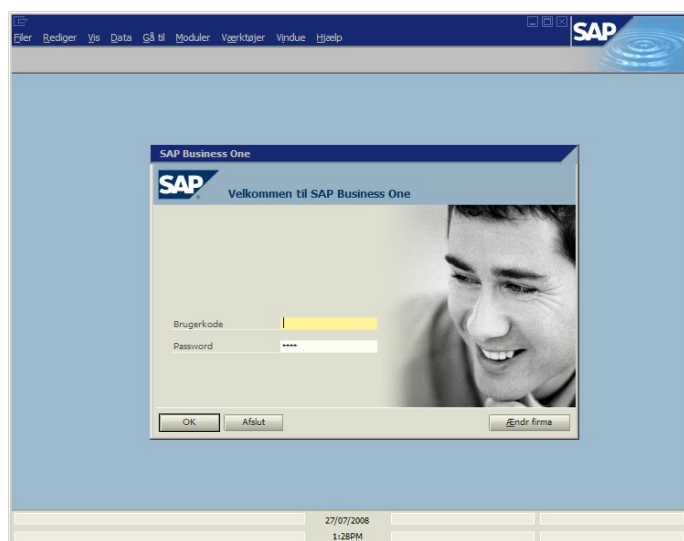 SAP
Filer Rediger Vis Data Gå til Moduler Værktøjer Vindue Hjælp
SAP Business One
SAP
Velkommen til SAP Business One
Brugerkode
Password ****
OK Afslut Ændr firma
27/07/2008
1:28PM